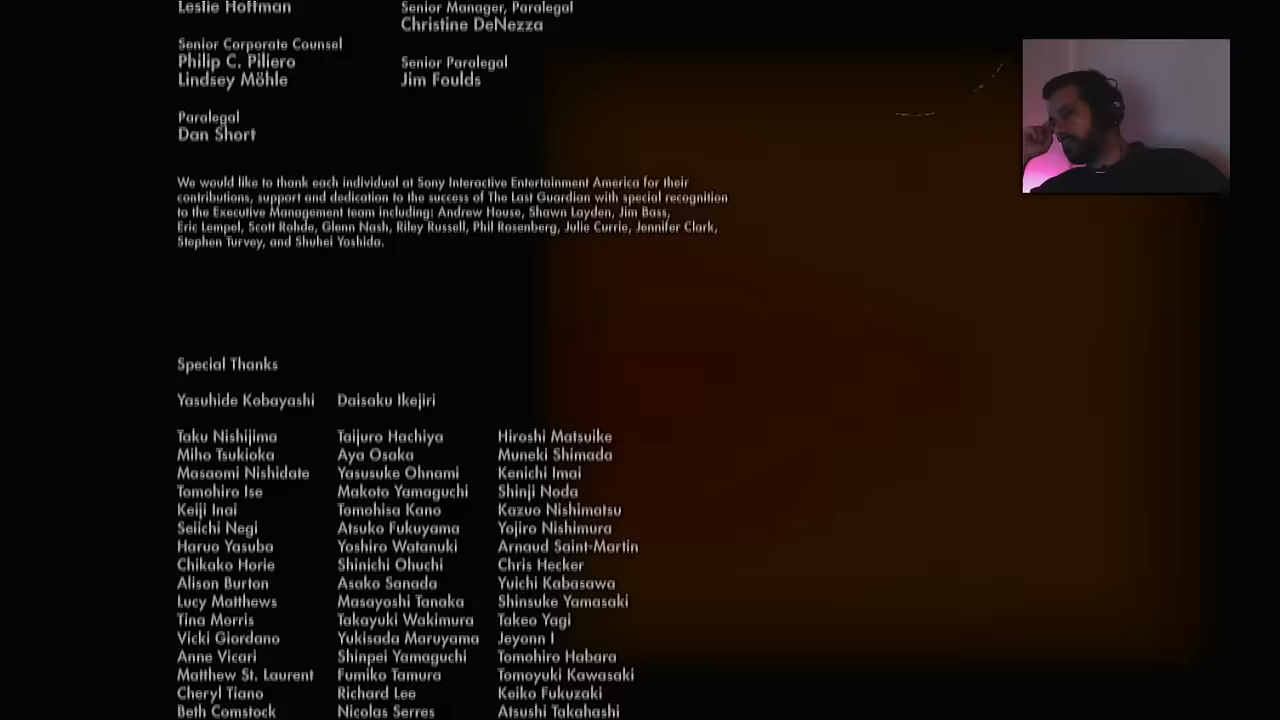 Leslie Hoffman
Senior Manager, Paralegal
Christine DeNezza
Senior Corporate Counsel
Philip C. Piliero
Lindsey Möhle
Senior Paralegal
Jim Foulds
Paralegal
Dan Short
We would like to thank each individual at Sony Interactive Entertainment America for their
contributions, support and dedication to the success of The Last Guardian with special recognition
to the Executive Management team including: Andrew House, Shawn Layden, Jim Bass,
Eric Lempel, Scott Rohde, Glenn Nash, Riley Russell, Phil Rosenberg, Julie Currie, Jennifer Clark,
Stephen Turvey, and Shuhei Yoshida.
Special Thanks
Yasuhide Kobayashi Daisaku Ikejiri
Taku Nishijima Taijuro Hachiya Hiroshi Matsuike
Miho Tsukioka Aya Osaka Muneki Shimada
Masaomi Nishidate Yasusuke Ohnami Kenichi Imai
Tomohiro Ise Makoto Yamaguchi Shinji Noda
Keiji Inai Tomohisa Kano Kazuo Nishimatsu
Seiichi Negi Atsuko Fukuyama Yojiro Nishimura
Haruo Yasuba Yoshiro Watanuki Arnaud Saint-Martin
Chikako Horie Shinichi Ohuchi Chris Hecker
Alison Burton Asako Sanada Yuichi Kabasawa
Lucy Matthews Masayoshi Tanaka Shinsuke Yamasaki
Tina Morris Takayuki Wakimura Takeo Yagi
Vicki Giordano Yukisada Maruyama Jeyonn I
Anne Vicari Shinpei Yamaguchi Tomohiro Habara
Matthew St. Laurent Fumiko Tamura Tomoyuki Kawasaki
Cheryl Tiano Richard Lee Keiko Fukuzaki
Beth Comstock Nicolas Serres Atsushi Takahashi